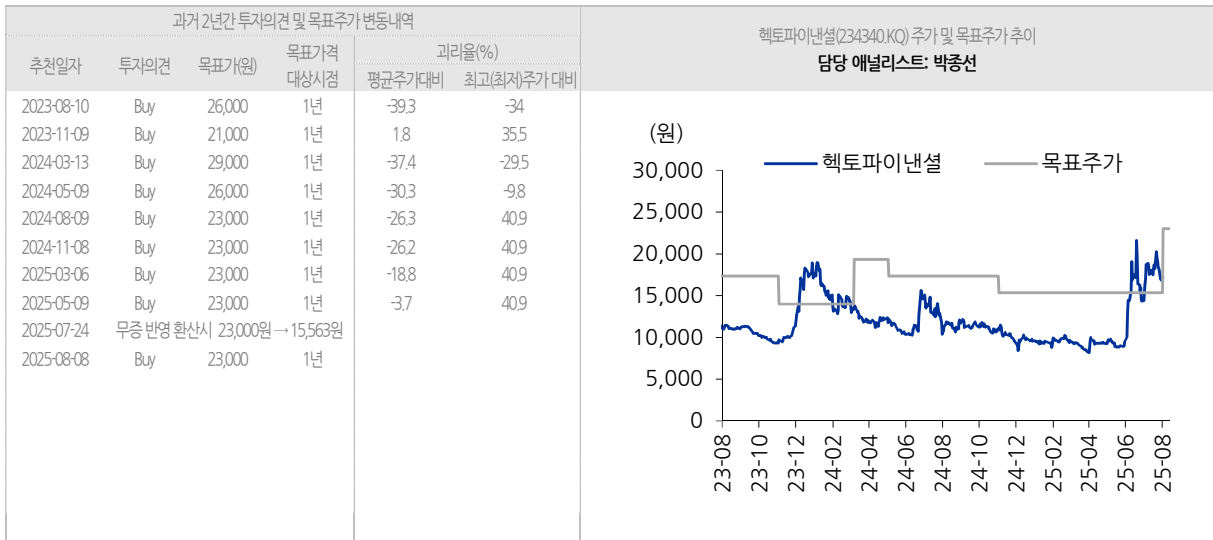 과거 2년간 투자의견 및 목표주가 변동내역
추천일자 투자의견 목표가(원) 목표가격 대상시점 괴리율(%)
평균주가대비 최고(최저)주가 대비
2023-08-10 Buy 26,000 1년 -39.3 -34
2023-11-09 Buy 21,000 1년 1.8 35.5
2024-03-13 Buy 29,000 1년 -37.4 -29.5
2024-05-09 Buy 26,000 1년 -30.3 -9.8
2024-08-09 Buy 23,000 1년 -26.3 40.9
2024-11-08 Buy 23,000 1년 -26.2 40.9
2025-03-06 Buy 23,000 1년 -18.8 40.9
2025-05-09 Buy 23,000 1년 -3.7 40.9
2025-07-24 무증 반영 환산시 23,000원 → 15,563원
2025-08-08 Buy 23,000 1년
헥토파이낸셜(234340.KQ) 주가 및 목표주가 추이
담당 애널리스트: 박종선
(원)
헥토파이낸셜 목표주가
30,000
25,000
20,000
15,000
10,000
5,000
0
23-08 23-10 23-12 24-02 24-04 24-06 24-08 24-10 24-12 25-02 25-04 25-06 25-08